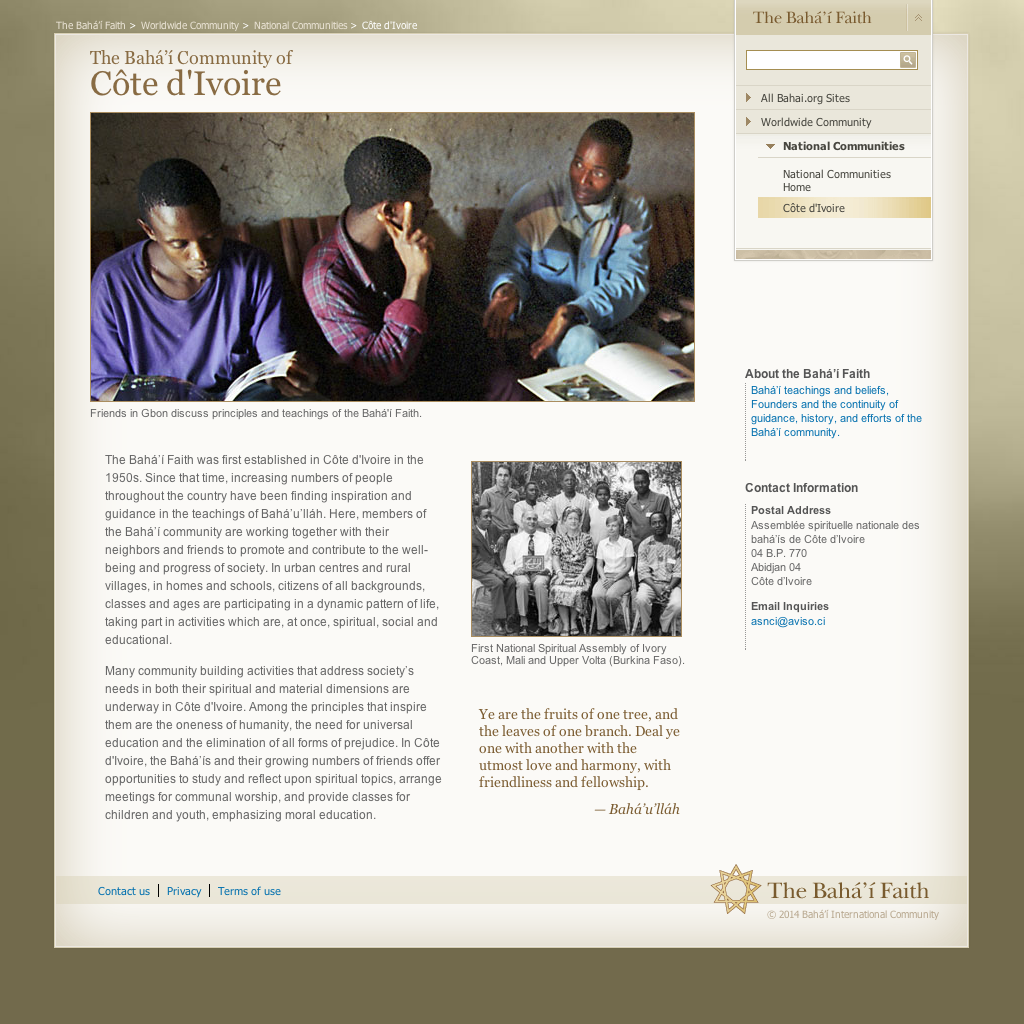 The Bahá'í Faith > Worldwide Community > National Communities > Côte d'Ivoire
The Bahá'í Faith
The Bahá’í Community of
Côte d'Ivoire
All Bahai.org Sites
Worldwide Community
National Communities
National Communities
Home
Côte d'Ivoire
Friends in Gbon discuss principles and teachings of the Bahá'í Faith.
The Bahá’í Faith was first established in Côte d'Ivoire in the
1950s. Since that time, increasing numbers of people
throughout the country have been finding inspiration and
guidance in the teachings of Bahá’u’lláh. Here, members of
the Bahá’í community are working together with their
neighbors and friends to promote and contribute to the well-
being and progress of society. In urban centres and rural
villages, in homes and schools, citizens of all backgrounds,
classes and ages are participating in a dynamic pattern of life,
taking part in activities which are, at once, spiritual, social and
educational.
Many community building activities that address society’s
needs in both their spiritual and material dimensions are
underway in Côte d'Ivoire. Among the principles that inspire
them are the oneness of humanity, the need for universal
education and the elimination of all forms of prejudice. In Côte
d'Ivoire, the Bahá’ís and their growing numbers of friends offer
opportunities to study and reflect upon spiritual topics, arrange
meetings for communal worship, and provide classes for
children and youth, emphasizing moral education.
First National Spiritual Assembly of Ivory
Coast, Mali and Upper Volta (Burkina Faso).
Ye are the fruits of one tree, and
the leaves of one branch. Deal ye
one with another with the
utmost love and harmony, with
friendliness and fellowship.
— Bahá’u’lláh
About the Bahá’í Faith
Bahá’í teachings and beliefs,
Founders and the continuity of
guidance, history, and efforts of the
Bahá’í community.
Contact Information
Postal Address
Assemblée spirituelle nationale des
bahá’ís de Côte d’Ivoire
04 B.P. 770
Abidjan 04
Côte d’Ivoire
Email Inquiries
asnci@aviso.ci
Contact us | Privacy | Terms of use
The Bahá’í Faith
© 2014 Bahá’í International Community